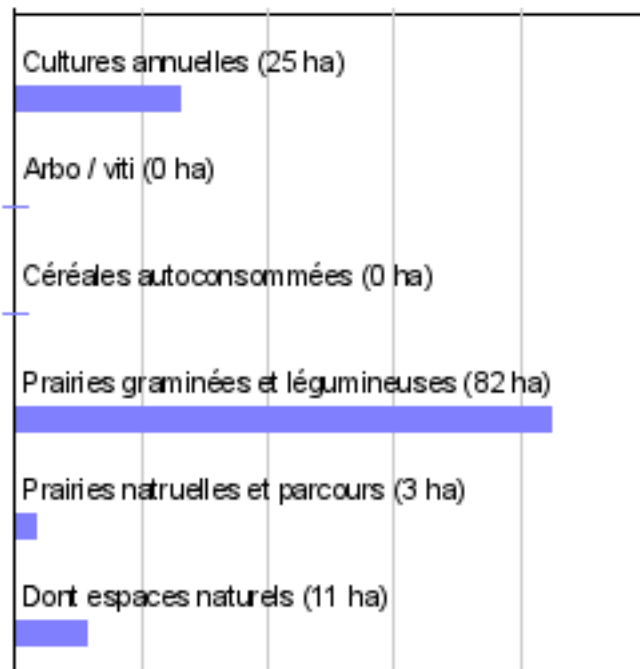 Cultures annuelles (25 ha)
Arbo / viti (0 ha)
Céréales autoconsommées (0 ha)
Prairies graminées et légumineuses (82 ha)
Prairies natruelles et parcours (3 ha)
Dont espaces naturels (11 ha)